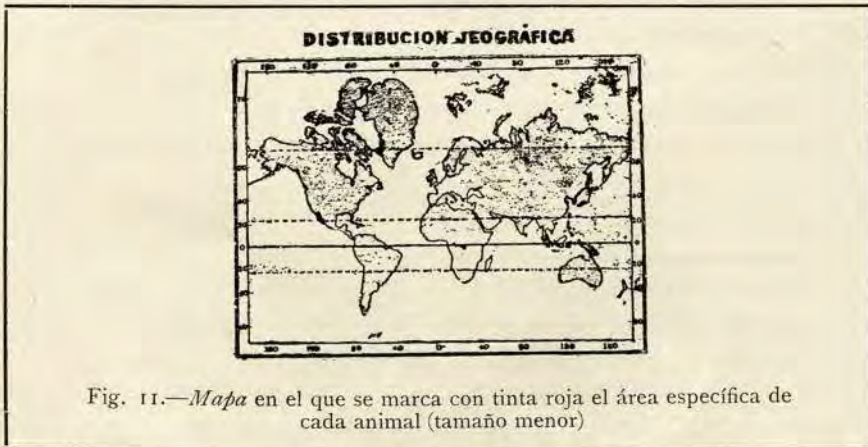 DISTRIBUCION JEOGRÁFICA
Fig. 11.—Mapa en el que se marca con tinta roja el área específica de
cada animal (tamaño menor)